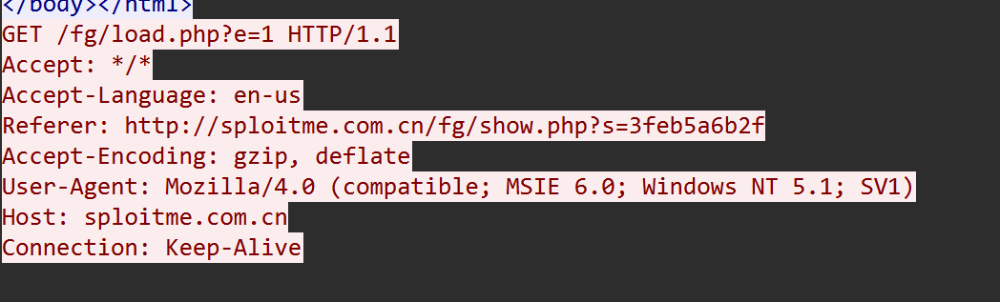 </body></html>
GET /fg/load.php?e=1 HTTP/1.1
Accept: */*
Accept-Language: en-us
Referer: http://sploitme.com.cn/fg/show.php?s=3feb5a6b2f
Accept-Encoding: gzip, deflate
User-Agent: Mozilla/4.0 (compatible; MSIE 6.0; Windows NT 5.1; SV1)
Host: sploitme.com.cn
Connection: Keep-Alive